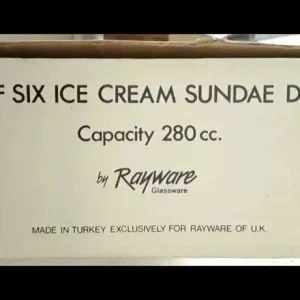 SIX ICE CREAM SUNDAE
Capacity 280 cc.
by Rayware
Glassware
MADE IN TURKEY EXCLUSIVELY FOR RAYWARE OF U.K.